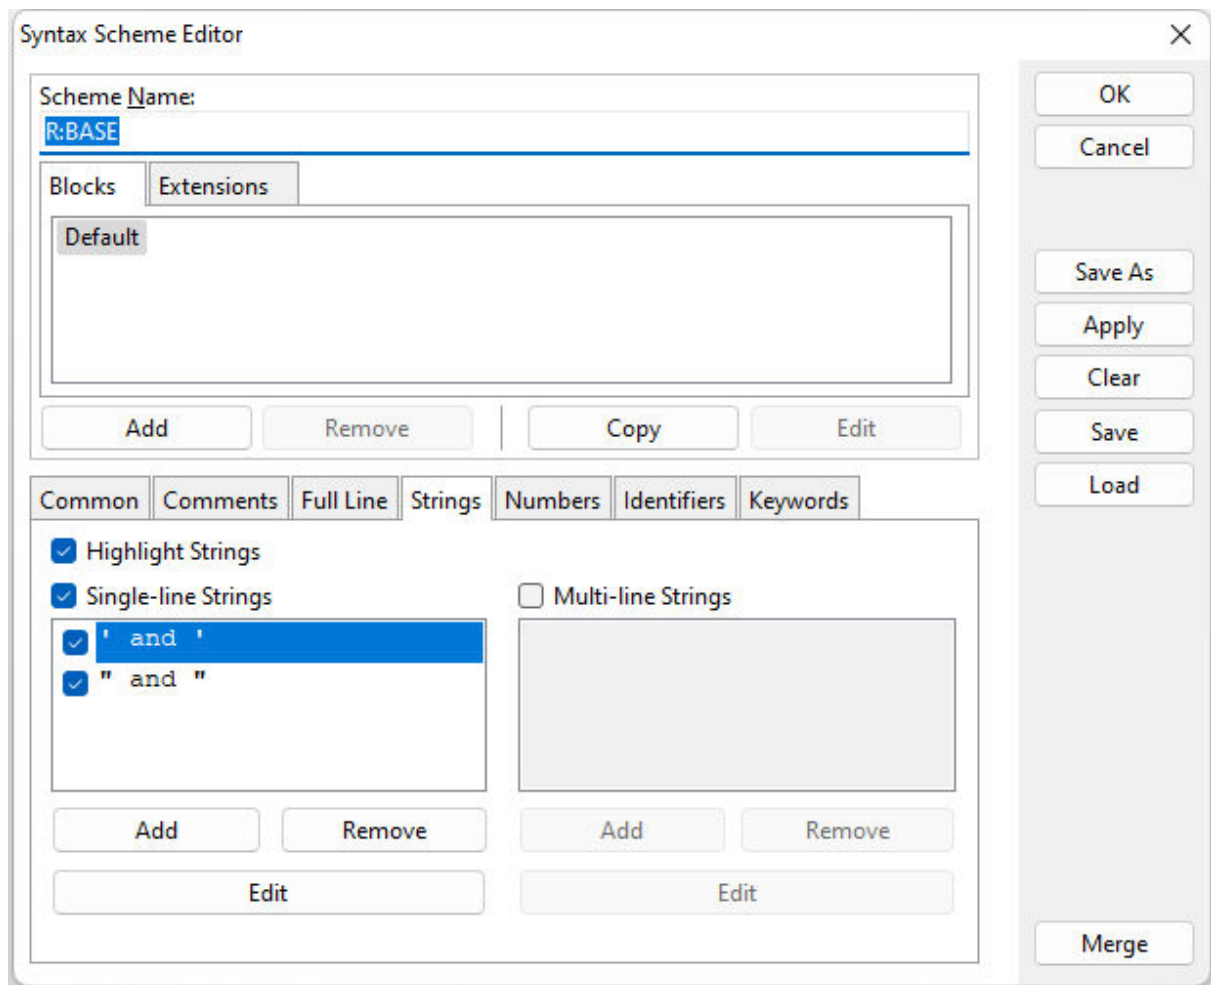 Syntax Scheme Editor
Scheme Name:
R:BASE
Blocks Extensions
Default
Add Remove Copy Edit
Common Comments Full Line Strings Numbers Identifiers Keywords
Highlight Strings
Single-line Strings Multi-line Strings
' and '
" and "
Add Remove Add Remove
Edit Edit
OK
Cancel
Save As
Apply
Clear
Save
Load
Merge